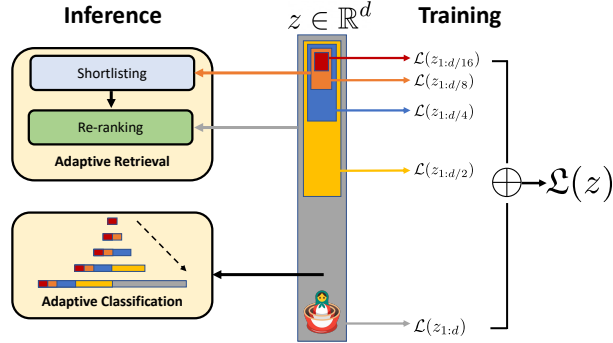 Inference
z ∈ ℝ^d
Training
Shortlisting
Re-ranking
Adaptive Retrieval
Adaptive Classification
ℒ(z_{1:d/16})
ℒ(z_{1:d/8})
ℒ(z_{1:d/4})
ℒ(z_{1:d/2})
ℒ(z_{1:d})
⊕
𝕷(z)